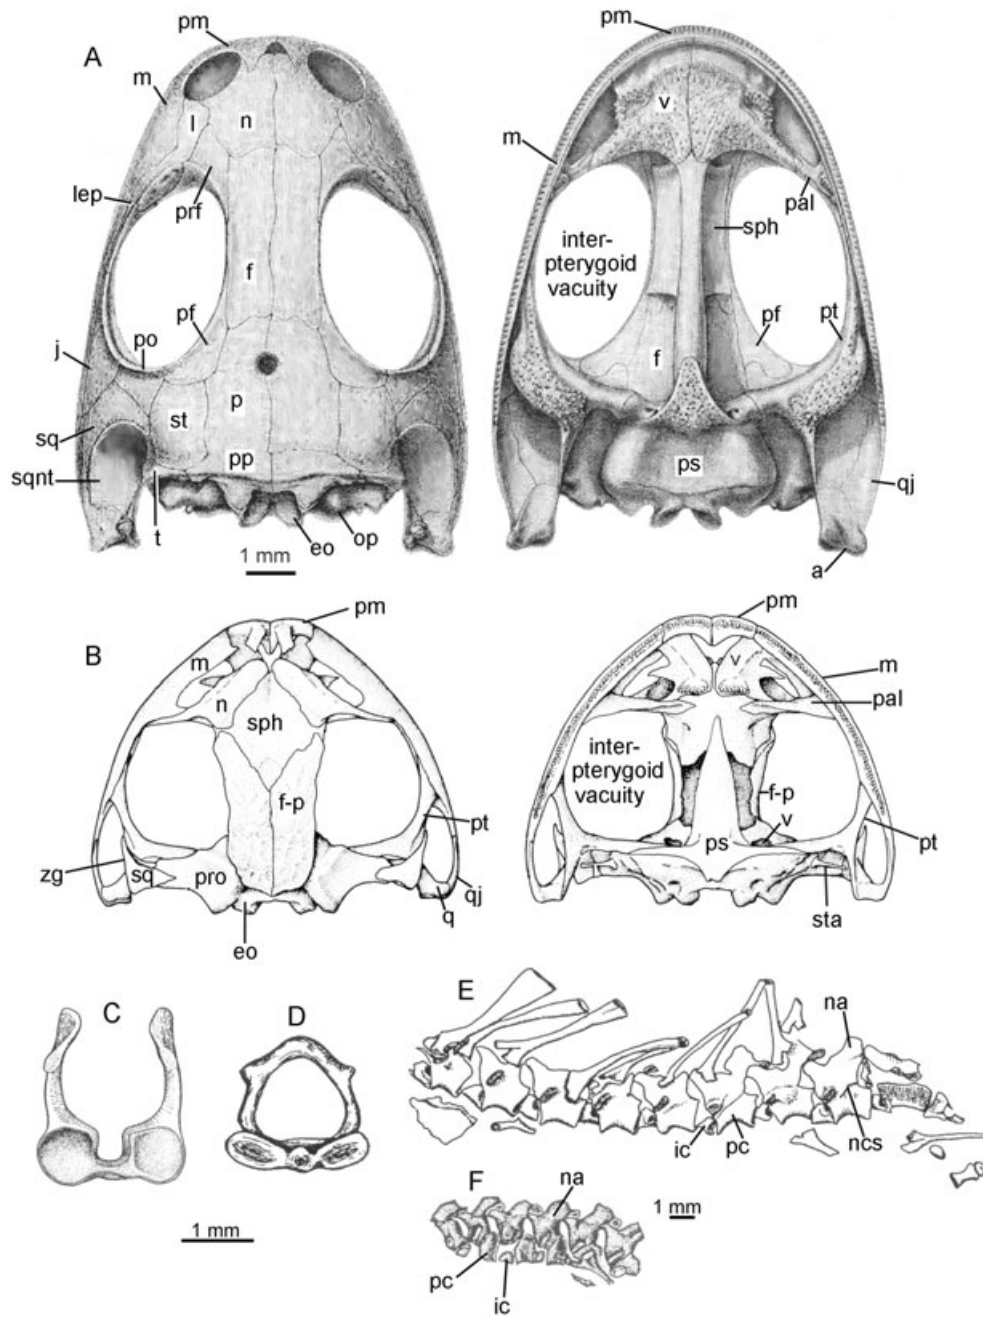 A
pm
m
l
n
lep
prf
f
pf
po
j
p
st
sq
pp
sqnt
t
eo
op
1 mm
pm
v
m
pal
sph
inter-
pterygoid
vacuity
pf
pt
f
ps
qj
a
B
pm
m
n
sph
f-p
pt
zg
sq
pro
qj
q
eo
pm
v
m
pal
inter-
pterygoid
vacuity
f-p
v
ps
pt
sta
C
D
1 mm
E
na
ic
pc
ncs
F
na
1 mm
pc
ic